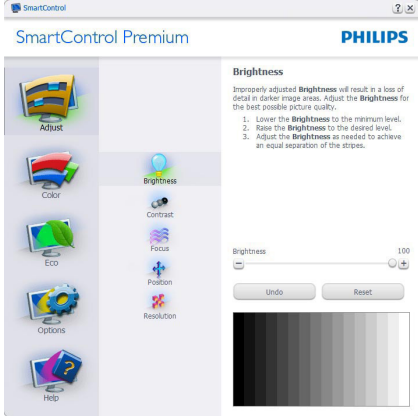 SmartControl
SmartControl Premium
PHILIPS
Adjust
Color
Eco
Options
Help
Brightness
Contrast
Focus
Position
Resolution
Brightness
Improperly adjusted Brightness will result in a loss of
detail in darker image areas. Adjust the Brightness for
the best possible picture quality.
1. Lower the Brightness to the minimum level.
2. Raise the Brightness to the desired level.
3. Adjust the Brightness as needed to achieve
an equal separation of the stripes.
Brightness 100
Undo Reset